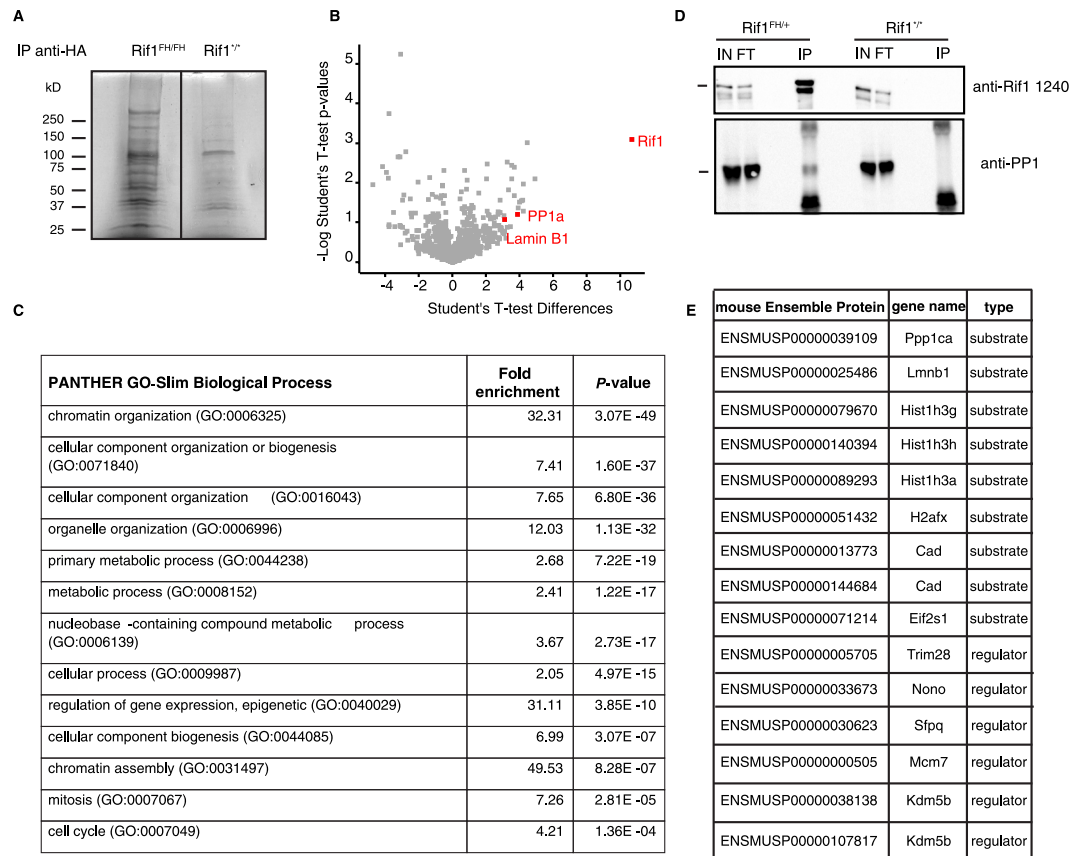 A
IP anti-HA
Rif1FH/FH
Rif1+/+
kD
250
150
100
75
50
37
25
B
-Log Student's T-test p-values
5
4
3
2
1
0
-4 -2 0 2 4 6 8 10
Student's T-test Differences
Rif1
PP1a
Lamin B1
D
Rif1FH/+
Rif1+/+
IN FT IP IN FT IP
anti-Rif1 1240
anti-PP1
C
PANTHER GO-Slim Biological Process Fold enrichment P-value
chromatin organization (GO:0006325) 32.31 3.07E -49
cellular component organization or biogenesis
(GO:0071840) 7.41 1.60E -37
cellular component organization (GO:0016043) 7.65 6.80E -36
organelle organization (GO:0006996) 12.03 1.13E -32
primary metabolic process (GO:0044238) 2.68 7.22E -19
metabolic process (GO:0008152) 2.41 1.22E -17
nucleobase -containing compound metabolic process
(GO:0006139) 3.67 2.73E -17
cellular process (GO:0009987) 2.05 4.97E -15
regulation of gene expression, epigenetic (GO:0040029) 31.11 3.85E -10
cellular component biogenesis (GO:0044085) 6.99 3.07E -07
chromatin assembly (GO:0031497) 49.53 8.28E -07
mitosis (GO:0007067) 7.26 2.81E -05
cell cycle (GO:0007049) 4.21 1.36E -04
E
mouse Ensemble Protein gene name type
ENSMUSP00000039109 Ppp1ca substrate
ENSMUSP00000025486 Lmnb1 substrate
ENSMUSP00000079670 Hist1h3g substrate
ENSMUSP00000140394 Hist1h3h substrate
ENSMUSP00000089293 Hist1h3a substrate
ENSMUSP00000051432 H2afx substrate
ENSMUSP00000013773 Cad substrate
ENSMUSP00000144684 Cad substrate
ENSMUSP00000071214 Eif2s1 substrate
ENSMUSP00000005705 Trim28 regulator
ENSMUSP00000033673 Nono regulator
ENSMUSP00000030623 Sfpq regulator
ENSMUSP00000000505 Mcm7 regulator
ENSMUSP00000038138 Kdm5b regulator
ENSMUSP00000107817 Kdm5b regulator